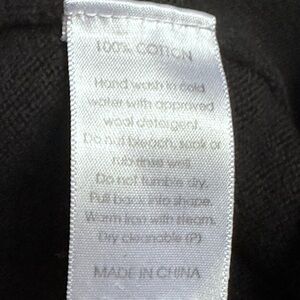 100% COTTON
Hand wash in cold
water with approved
wool detergent.
Do not bleach, soak or
rub rinse well
Do not tumble dry.
Pull back into shape.
Warm iron with steam.
Dry cleanable (P)
MADE IN CHINA